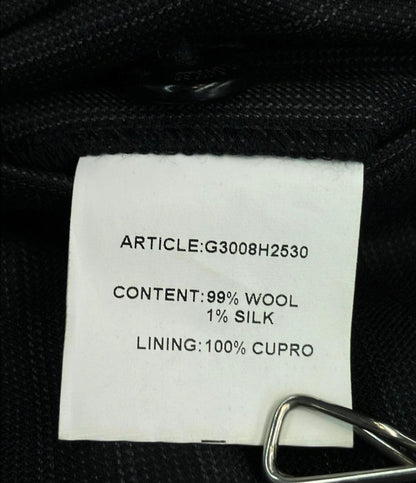 ARTICLE:G3008H2530
CONTENT:99% WOOL
1% SILK
LINING:100% CUPRO